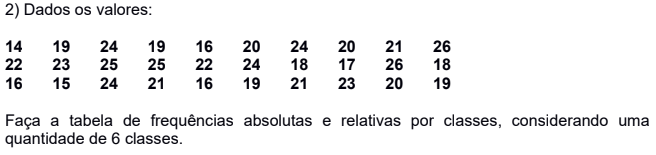 2) Dados os valores:
14 19 24 19 16 20 24 20 21 26
22 23 25 25 22 24 18 17 26 18
16 15 24 21 16 19 21 23 20 19
Faça a tabela de frequências absolutas e relativas por classes, considerando uma
quantidade de 6 classes.